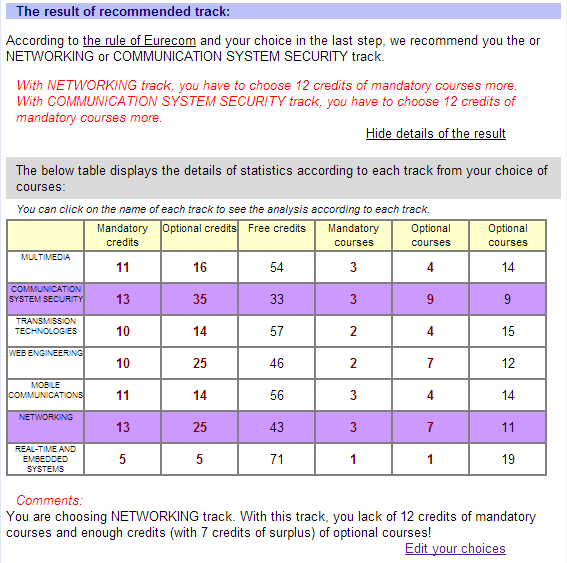 The result of recommended track:
According to the rule of Eurecom and your choice in the last step, we recommend you the or
NETWORKING or COMMUNICATION SYSTEM SECURITY track.
With NETWORKING track, you have to choose 12 credits of mandatory courses more.
With COMMUNICATION SYSTEM SECURITY track, you have to choose 12 credits of
mandatory courses more.
Hide details of the result
The below table displays the details of statistics according to each track from your choice of
courses:
You can click on the name of each track to see the analysis according to each track.
Mandatory credits Optional credits Free credits Mandatory courses Optional courses Optional courses
MULTIMEDIA 11 16 54 3 4 14
COMMUNICATION SYSTEM SECURITY 13 35 33 3 9 9
TRANSMISSION TECHNOLOGIES 10 14 57 2 4 15
WEB ENGINEERING 10 25 46 2 7 12
MOBILE COMMUNICATIONS 11 14 56 3 4 14
NETWORKING 13 25 43 3 7 11
REAL-TIME AND EMBEDDED SYSTEMS 5 5 71 1 1 19
Comments:
You are choosing NETWORKING track. With this track, you lack of 12 credits of mandatory
courses and enough credits (with 7 credits of surplus) of optional courses!
Edit your choices